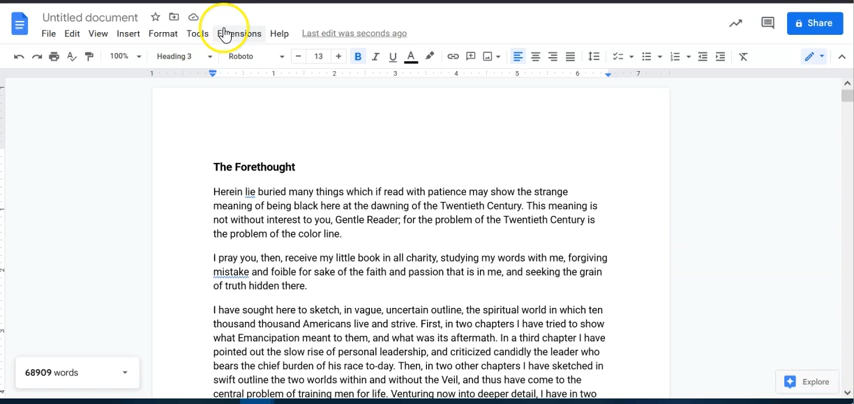 Untitled document
File Edit View Insert Format Tools Extensions Help Last edit was seconds ago
Share
100% Heading 3 Roboto - 13 + B I U A
1 1 2 3 4 5 6 7
The Forethought
Herein lie buried many things which if read with patience may show the strange
meaning of being black here at the dawning of the Twentieth Century. This meaning is
not without interest to you, Gentle Reader; for the problem of the Twentieth Century is
the problem of the color line.
I pray you, then, receive my little book in all charity, studying my words with me, forgiving
mistake and foible for sake of the faith and passion that is in me, and seeking the grain
of truth hidden there.
I have sought here to sketch, in vague, uncertain outline, the spiritual world in which ten
thousand thousand Americans live and strive. First, in two chapters I have tried to show
what Emancipation meant to them, and what was its aftermath. In a third chapter I have
pointed out the slow rise of personal leadership, and criticized candidly the leader who
bears the chief burden of his race to-day. Then, in two other chapters I have sketched in
swift outline the two worlds within and without the Veil, and thus have come to the
central problem of training men for life. Venturing now into deeper detail, I have in two
68909 words
Explore